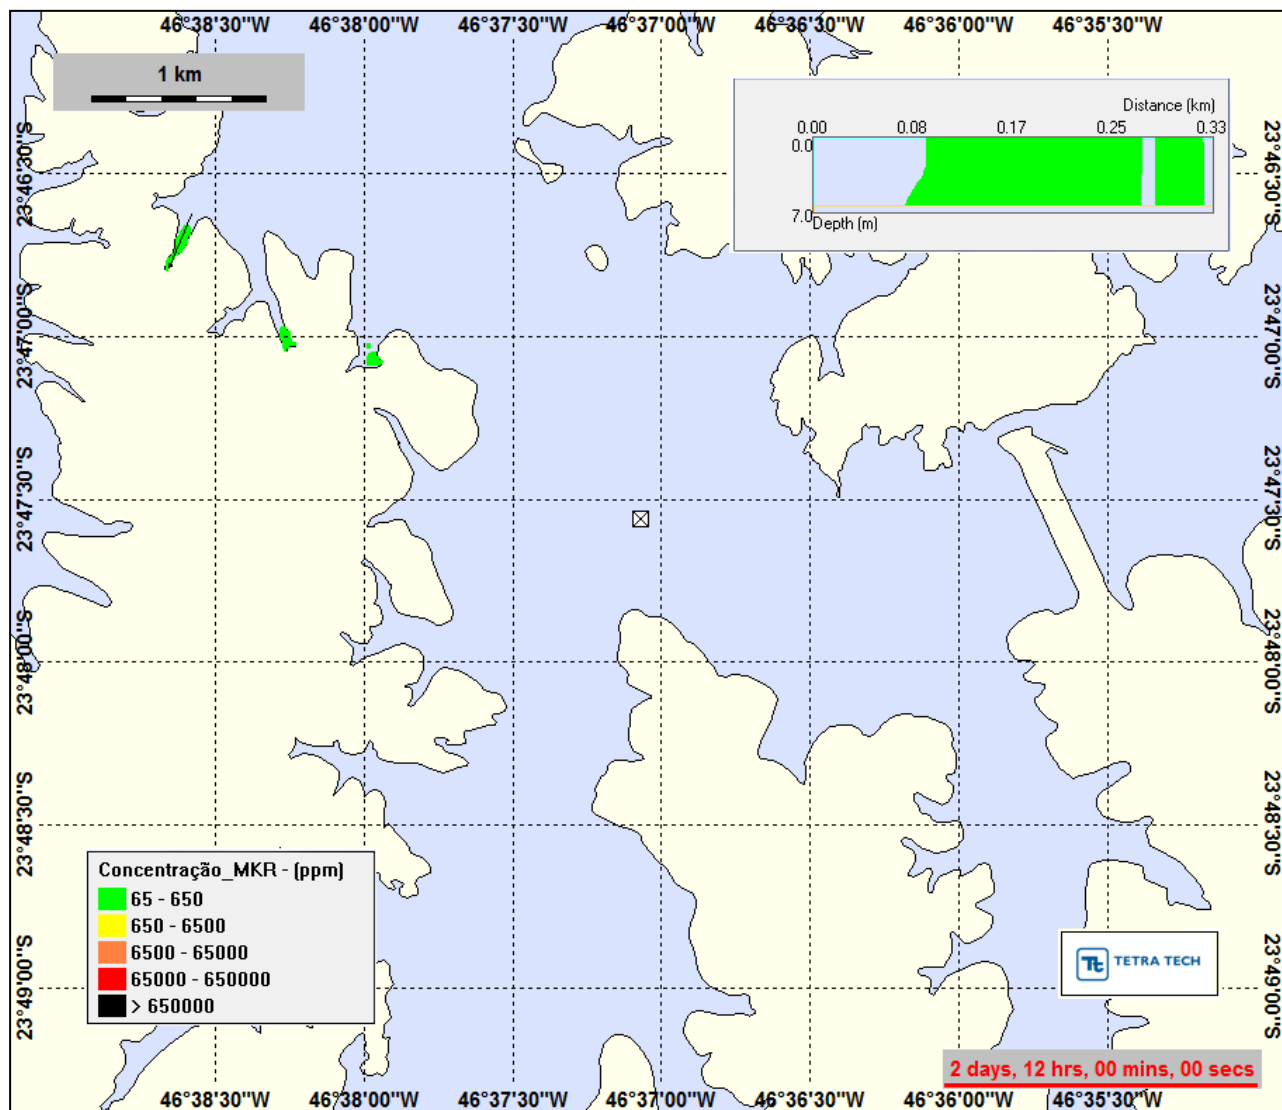 46°38'30"W 46°38'00"W 46°37'30"W 46°37'00"W 46°36'30"W 46°36'00"W 46°35'30"W
1 km
Distance (km)
0.00 0.08 0.17 0.25 0.33
0.0
7.0
Depth (m)
23°46'30"S 23°46'30"S
23°47'00"S 23°47'00"S
23°47'30"S 23°47'30"S
23°48'00"S 23°48'00"S
23°48'30"S 23°48'30"S
23°49'00"S 23°49'00"S
Concentração_MKR - (ppm)
65 - 650
650 - 6500
6500 - 65000
65000 - 650000
> 650000
Tt TETRA TECH
2 days, 12 hrs, 00 mins, 00 secs
46°38'30"W 46°38'00"W 46°37'30"W 46°37'00"W 46°36'30"W 46°36'00"W 46°35'30"W